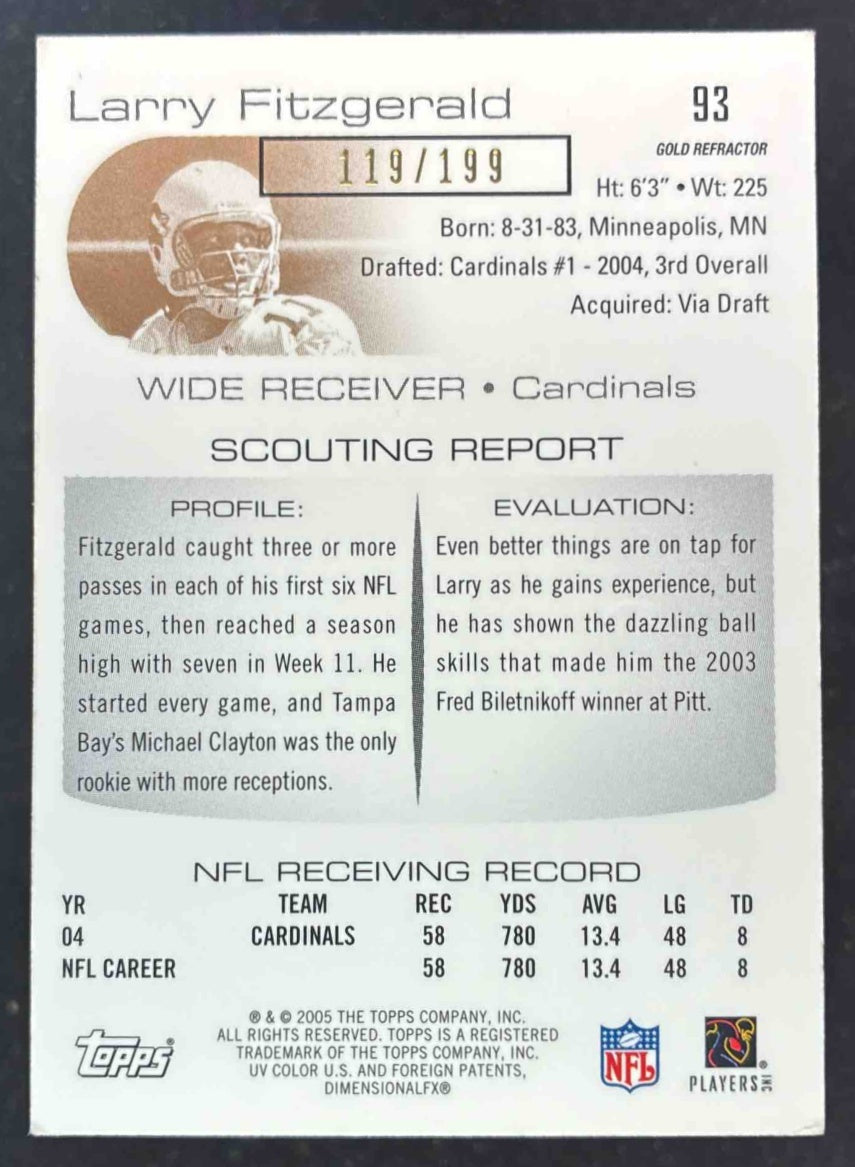 Larry Fitzgerald
93
GOLD REFRACTOR
119/199
Ht: 6'3" • Wt: 225
Born: 8-31-83, Minneapolis, MN
Drafted: Cardinals #1 - 2004, 3rd Overall
Acquired: Via Draft
WIDE RECEIVER • Cardinals
SCOUTING REPORT
PROFILE:
Fitzgerald caught three or more
passes in each of his first six NFL
games, then reached a season
high with seven in Week 11. He
started every game, and Tampa
Bay's Michael Clayton was the only
rookie with more receptions.
EVALUATION:
Even better things are on tap for
Larry as he gains experience, but
he has shown the dazzling ball
skills that made him the 2003
Fred Biletnikoff winner at Pitt.
NFL RECEIVING RECORD
YR TEAM REC YDS AVG LG TD
04 CARDINALS 58 780 13.4 48 8
NFL CAREER 58 780 13.4 48 8
® & © 2005 THE TOPPS COMPANY, INC.
ALL RIGHTS RESERVED. TOPPS IS A REGISTERED
TRADEMARK OF THE TOPPS COMPANY, INC.
UV COLOR U.S. AND FOREIGN PATENTS,
DIMENSIONALFX®
Topps®
NFL
PLAYERS INC ®